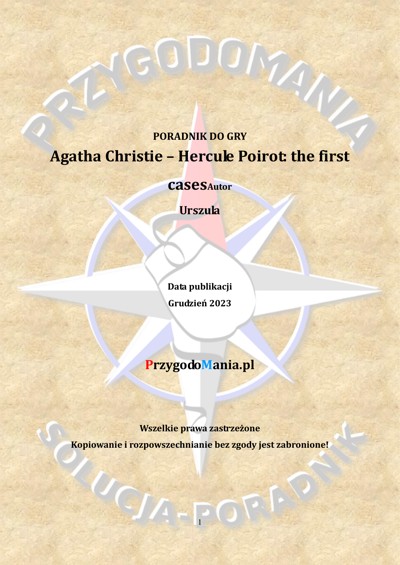 PRZYGODOMANIA
PORADNIK DO GRY
Agatha Christie – Hercule Poirot: the first
casesAutor
Urszula
Data publikacji
Grudzień 2023
PrzygodoMania.pl
Wszelkie prawa zastrzeżone
Kopiowanie i rozpowszechnianie bez zgody jest zabronione!
SOLUCJA-PORADNIK
1